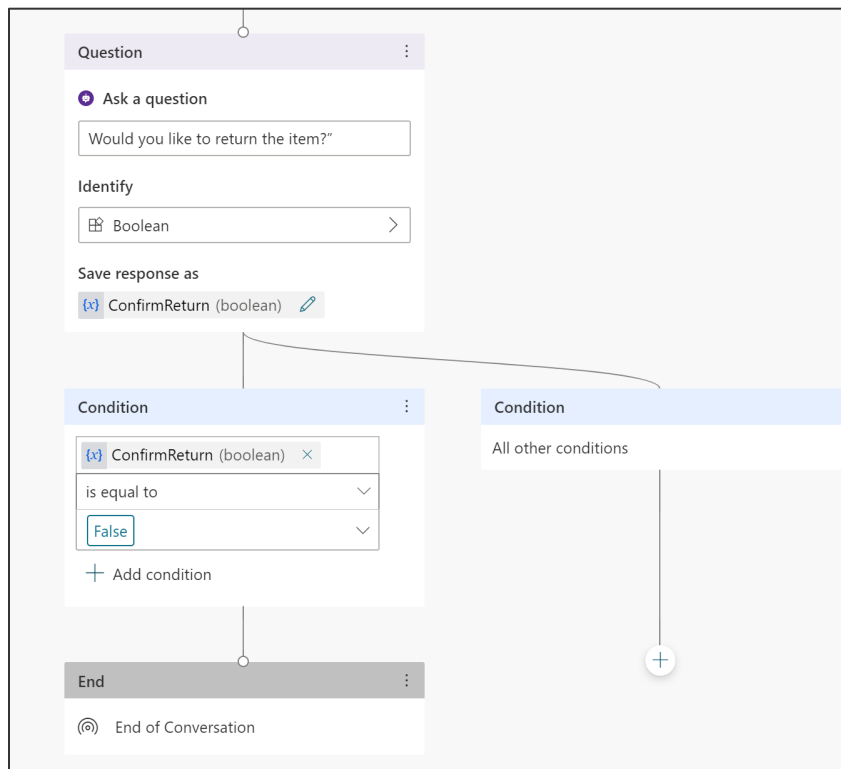 Question
Ask a question
Would you like to return the item?”
Identify
Boolean
Save response as
{x} ConfirmReturn (boolean)
Condition
{x} ConfirmReturn (boolean)
is equal to
False
Add condition
Condition
All other conditions
End
End of Conversation